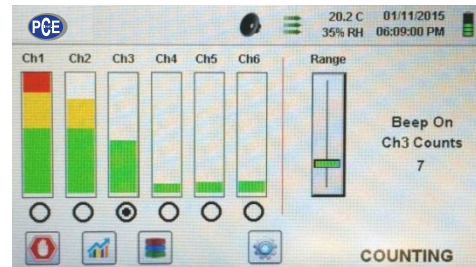 PCE
20.2 C 01/11/2015
35% RH 06:09:00 PM
Ch1 Ch2 Ch3 Ch4 Ch5 Ch6 Range
Beep On
Ch3 Counts
7
COUNTING